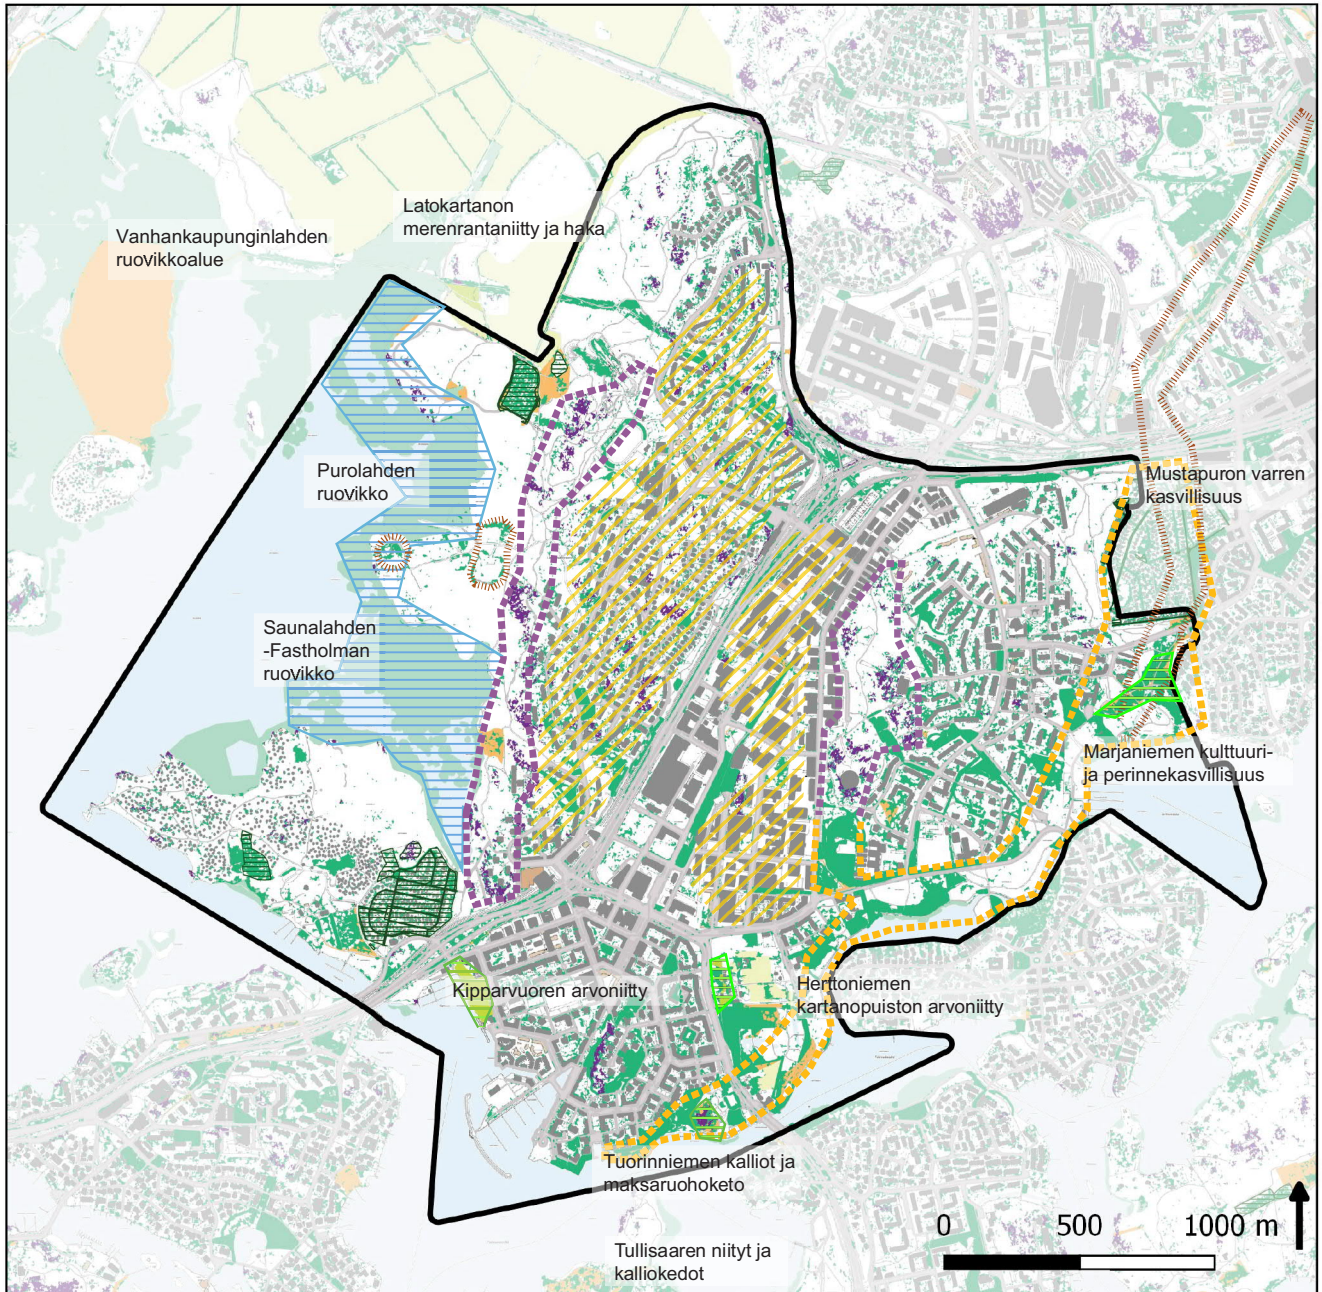 Latokartanon
merenrantaniitty ja haka
Vanhankaupunginlahden
ruovikkoalue
Purolahden
ruovikko
Mustapuron varren
kasvillisuus
Saunalahden
-Fastholman
ruovikko
Marjaniemen kulttuuri-
ja perinnekasvillisuus
Kipparvuoren arvoniitty
Herttoniemen
kartanopuiston arvoniitty
Tuorinniemen kalliot ja
maksaruohoketo
Tullisaaren niityt ja
kalliokedot
0 500 1000 m